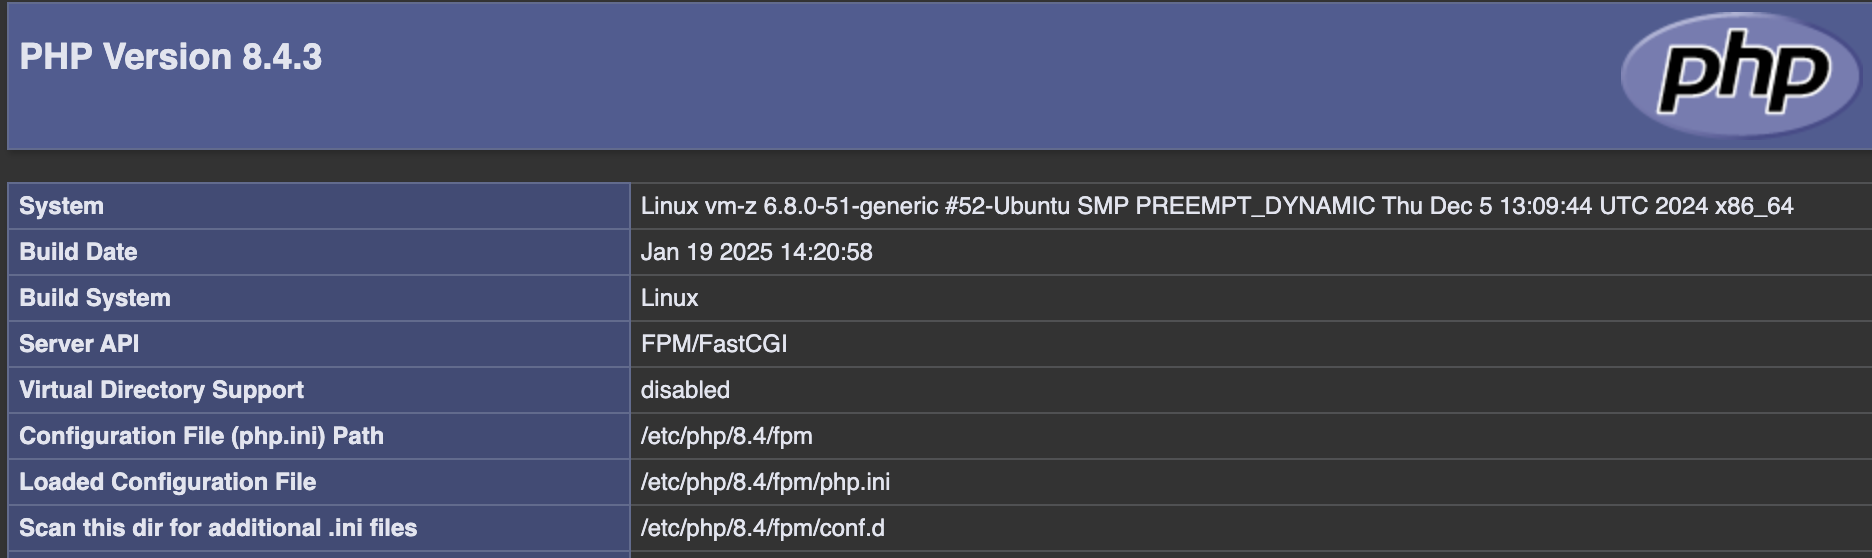 PHP Version 8.4.3
php
System Linux vm-z 6.8.0-51-generic #52-Ubuntu SMP PREEMPT_DYNAMIC Thu Dec 5 13:09:44 UTC 2024 x86_64
Build Date Jan 19 2025 14:20:58
Build System Linux
Server API FPM/FastCGI
Virtual Directory Support disabled
Configuration File (php.ini) Path /etc/php/8.4/fpm
Loaded Configuration File /etc/php/8.4/fpm/php.ini
Scan this dir for additional .ini files /etc/php/8.4/fpm/conf.d